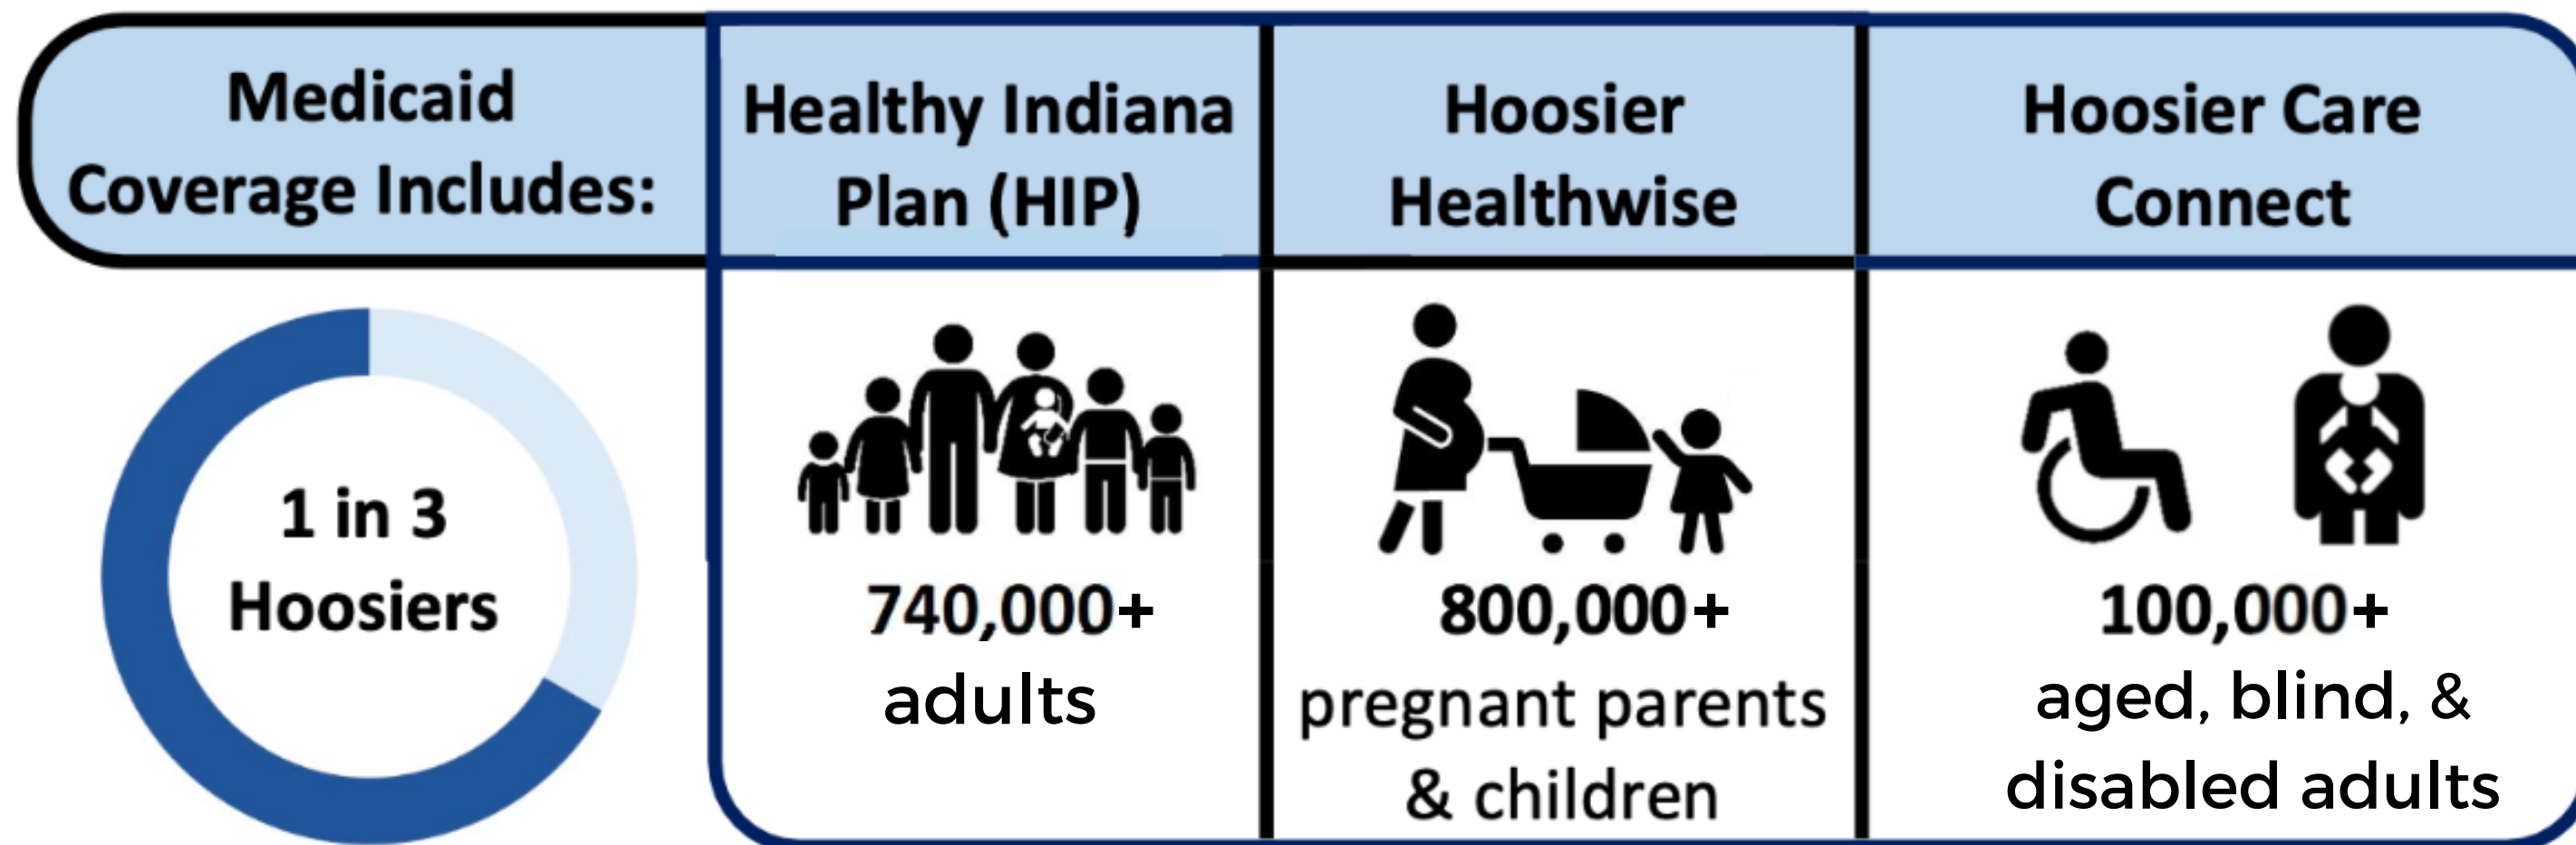 Medicaid
Coverage Includes:
Healthy Indiana
Plan (HIP)
Hoosier
Healthwise
Hoosier Care
Connect
1 in 3
Hoosiers
740,000+
adults
800,000+
pregnant parents
& children
100,000+
aged, blind, &
disabled adults